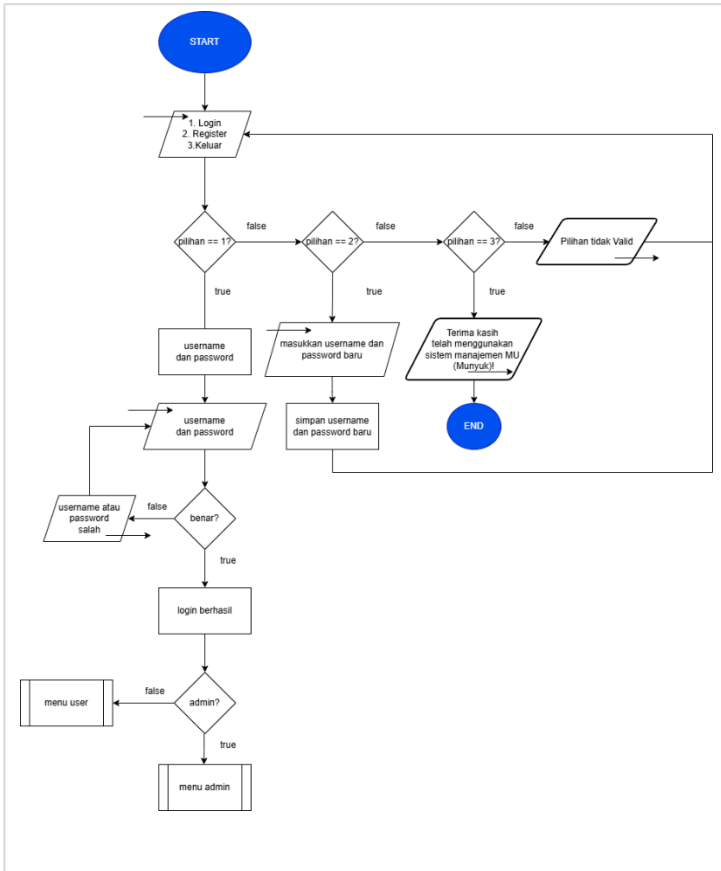 START
1. Login
2. Register
3.Keluar
pilihan == 1?
false
pilihan == 2?
false
pilihan == 3?
false
Pilihan tidak Valid
true
true
true
username
dan password
masukkan username dan
password baru
Terima kasih
telah menggunakan
sistem manajemen MU
(Munyuk)!
username
dan password
simpan username
dan password baru
END
username atau
password
salah
false
benar?
true
login berhasil
menu user
false
admin?
true
menu admin